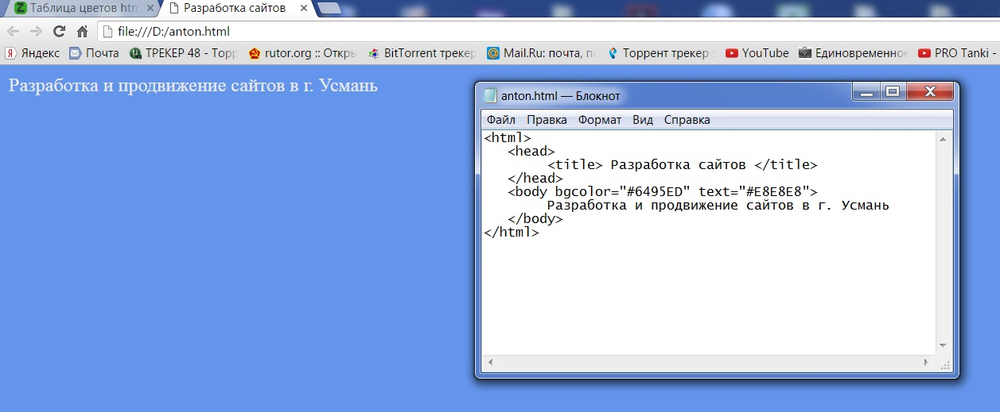 Таблица цветов htm
Разработка сайтов
file:///D:/anton.html
Яндекс Почта ТРЕКЕР 48 - Торр rutor.org :: Откры BitTorrent трекер Mail.Ru: почта, по Торрент трекер YouTube Единовременное PRO Tanki -
Разработка и продвижение сайтов в г. Усмань
anton.html — Блокнот
Файл Правка Формат Вид Справка
<html>
<head>
<title> Разработка сайтов </title>
</head>
<body bgcolor="#6495ED" text="#E8E8E8">
Разработка и продвижение сайтов в г. Усмань
</body>
</html>